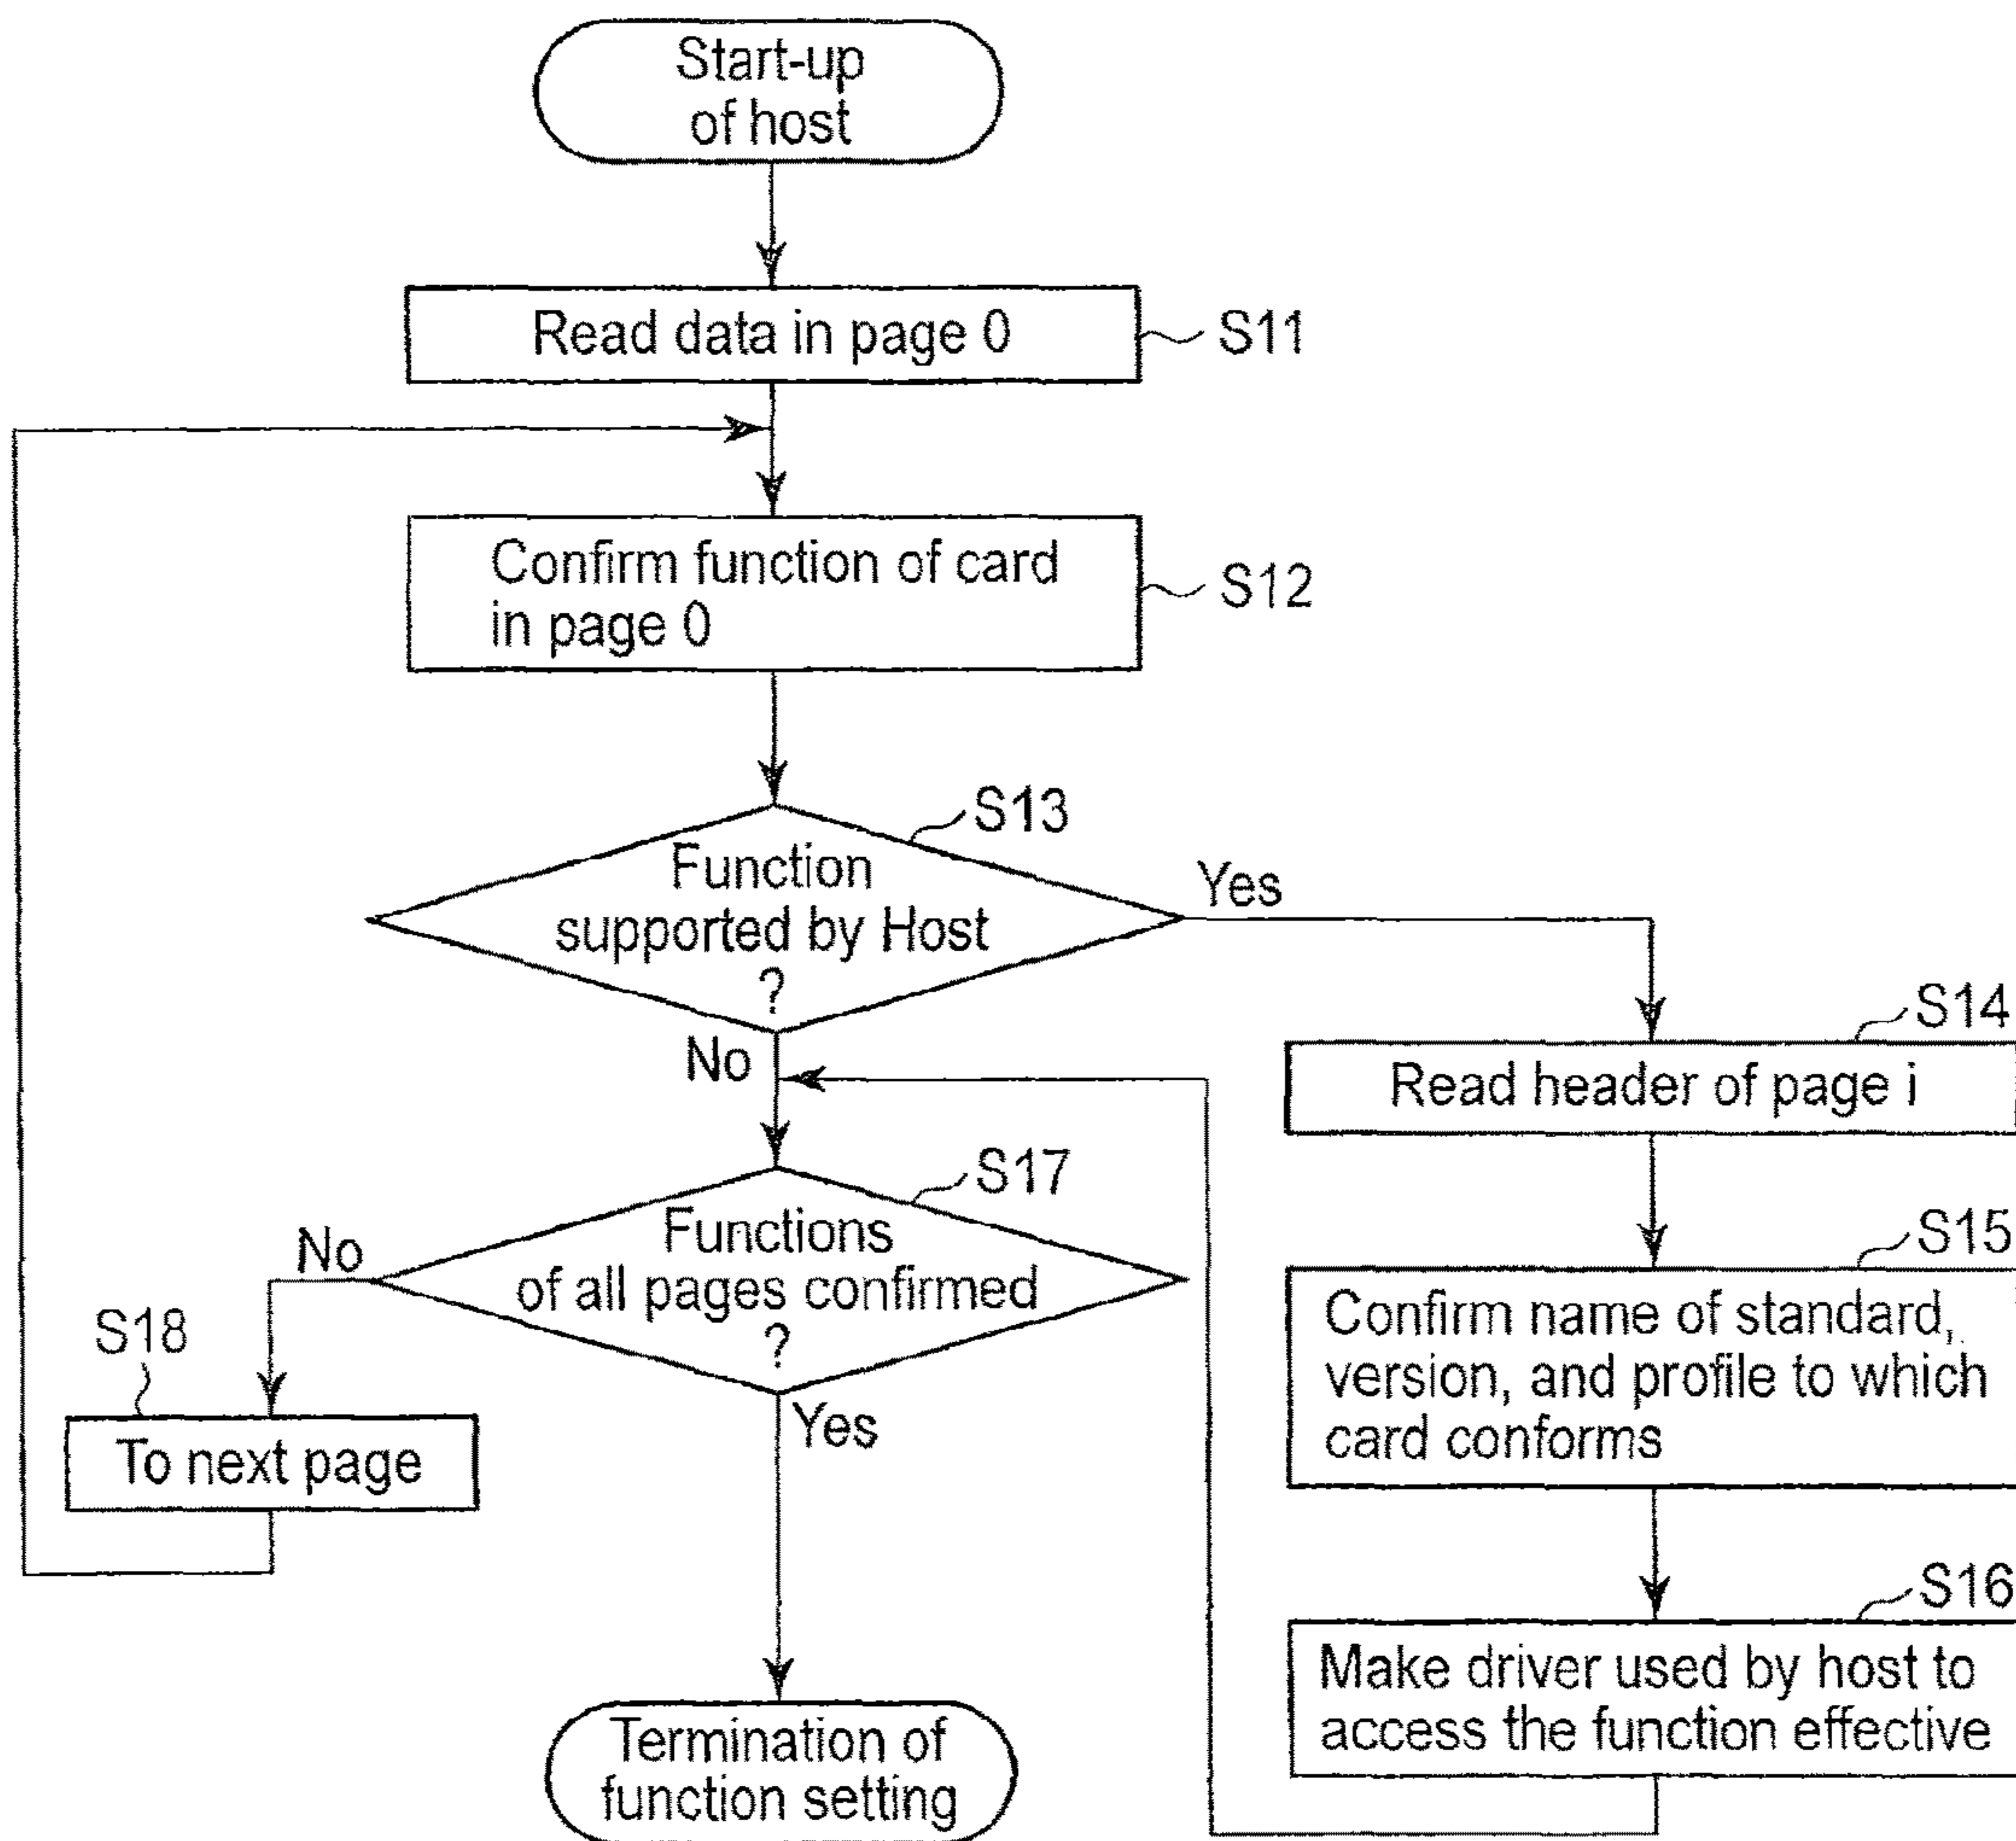 Start-up
of host
Read data in page 0
S11
Confirm function of card
in page 0
S12
S13
Function
supported by Host
?
Yes
No
S14
Read header of page i
S15
Confirm name of standard,
version, and profile to which
card conforms
S16
Make driver used by host to
access the function effective
S17
Functions
of all pages confirmed
?
No
Yes
S18
To next page
Termination of
function setting